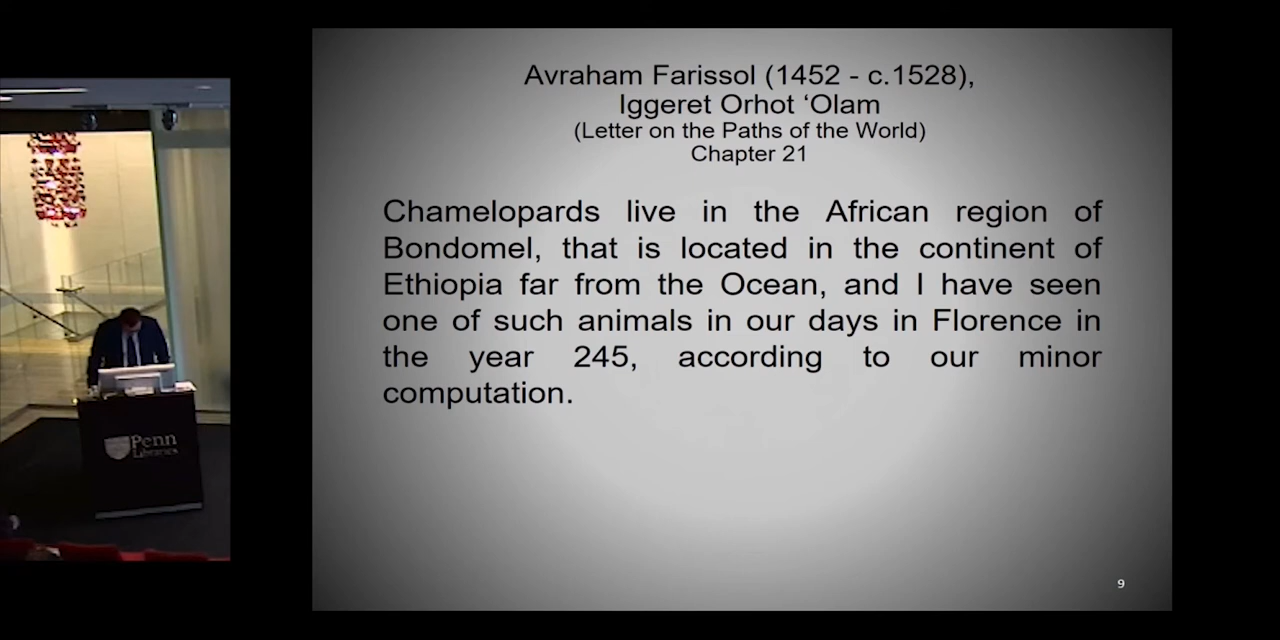 Avraham Farissol (1452 - c.1528),
Iggeret Orhot ‘Olam
(Letter on the Paths of the World)
Chapter 21
Chamelopards live in the African region of
Bondomel, that is located in the continent of
Ethiopia far from the Ocean, and I have seen
one of such animals in our days in Florence in
the year 245, according to our minor
computation.
9
Penn
Libraries